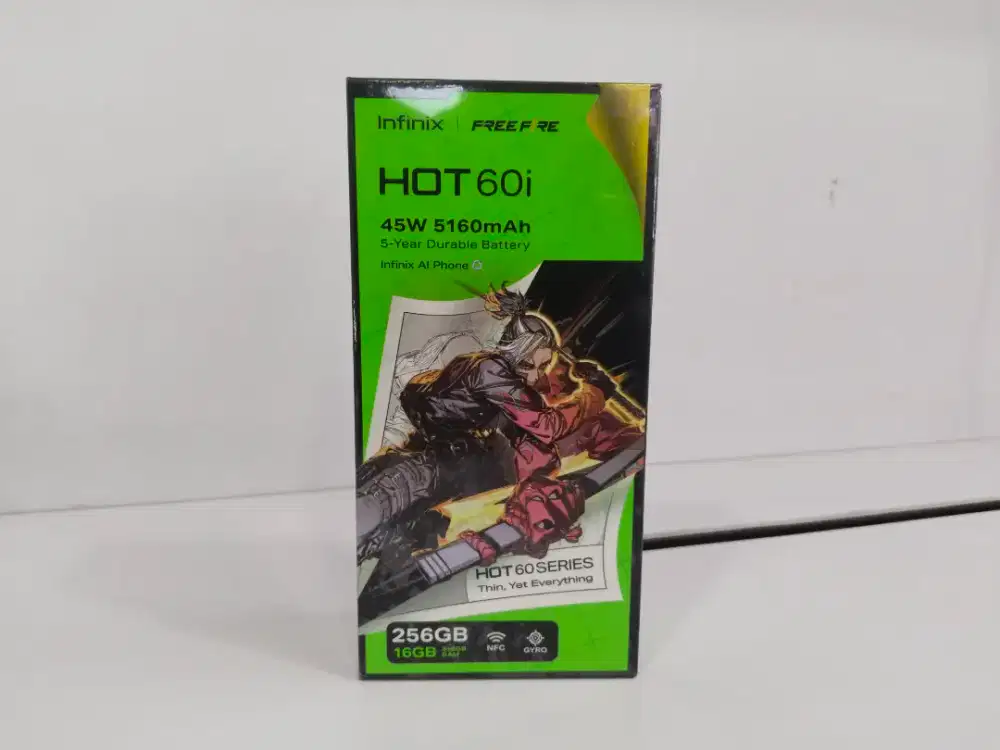 Infinix | FREE FIRE
HOT 60i
45W 5160mAh
5-Year Durable Battery
Infinix AI Phone
HOT 60 SERIES
Thin, Yet Everything
256GB
16GB
NFC
GYRO